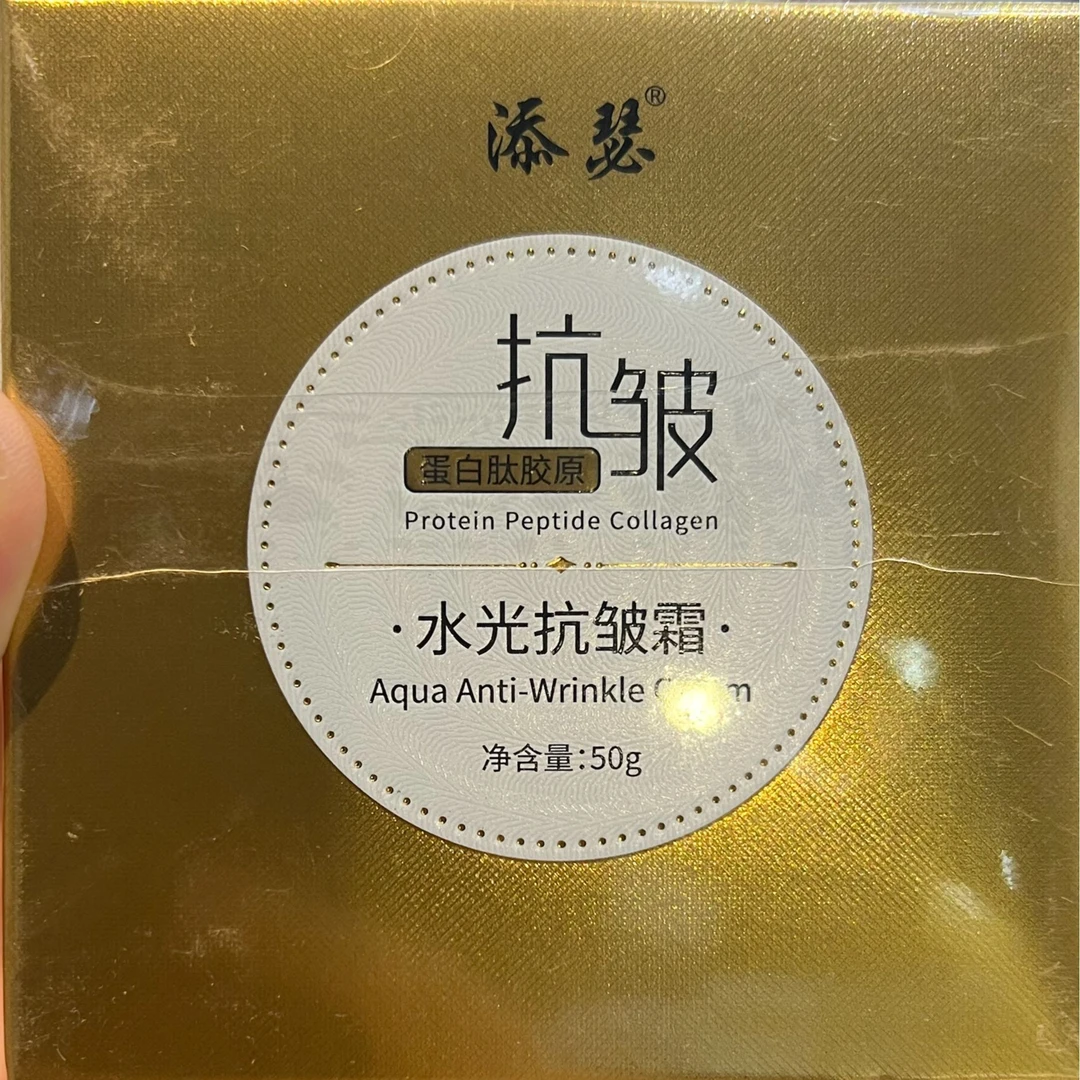 添瑟®
抗皱
蛋白肽胶原
Protein Peptide Collagen
·水光抗皱霜·
Aqua Anti-Wrinkle
净含量:50g